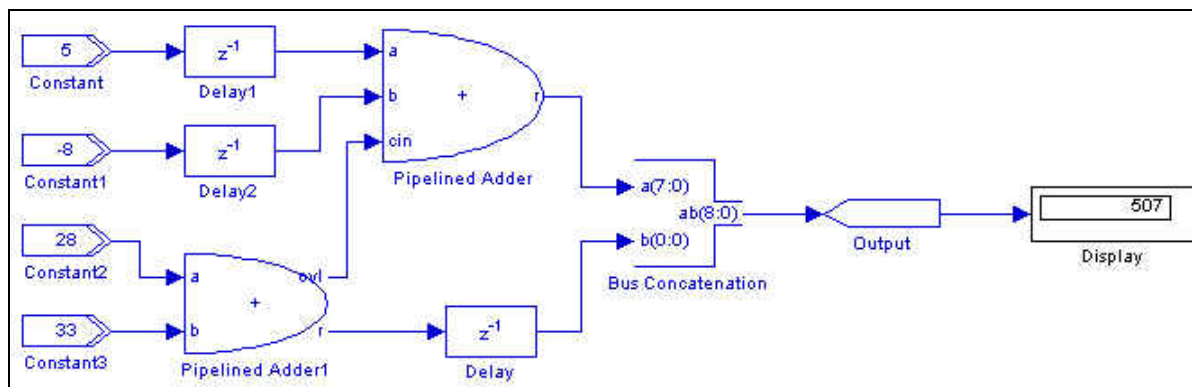 5
Constant
z-1
Delay1
-8
Constant1
z-1
Delay2
a
b
cin
+
r
Pipelined Adder
28
Constant2
33
Constant3
a
b
+
ovl
r
Pipelined Adder1
z-1
Delay
a(7:0)
b(0:0)
ab(8:0)
Bus Concatenation
Output
507
Display